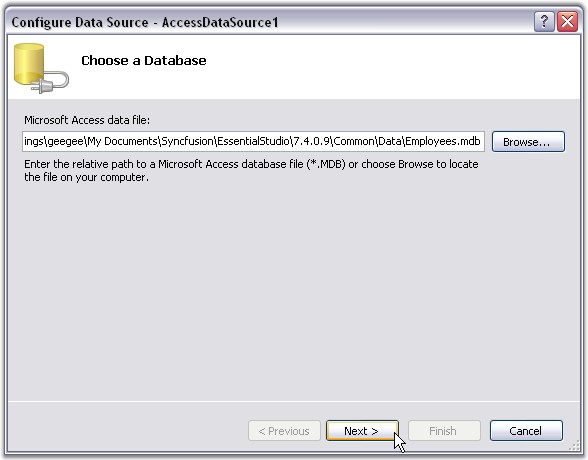 Configure Data Source - AccessDataSource1
Choose a Database
Microsoft Access data file:
ings\geegee\My Documents\Syncfusion\EssentialStudio\7.4.0.9\Common\Data\Employees.mdb
Browse...
Enter the relative path to a Microsoft Access database file (*.MDB) or choose Browse to locate
the file on your computer.
< Previous
Next >
Finish
Cancel